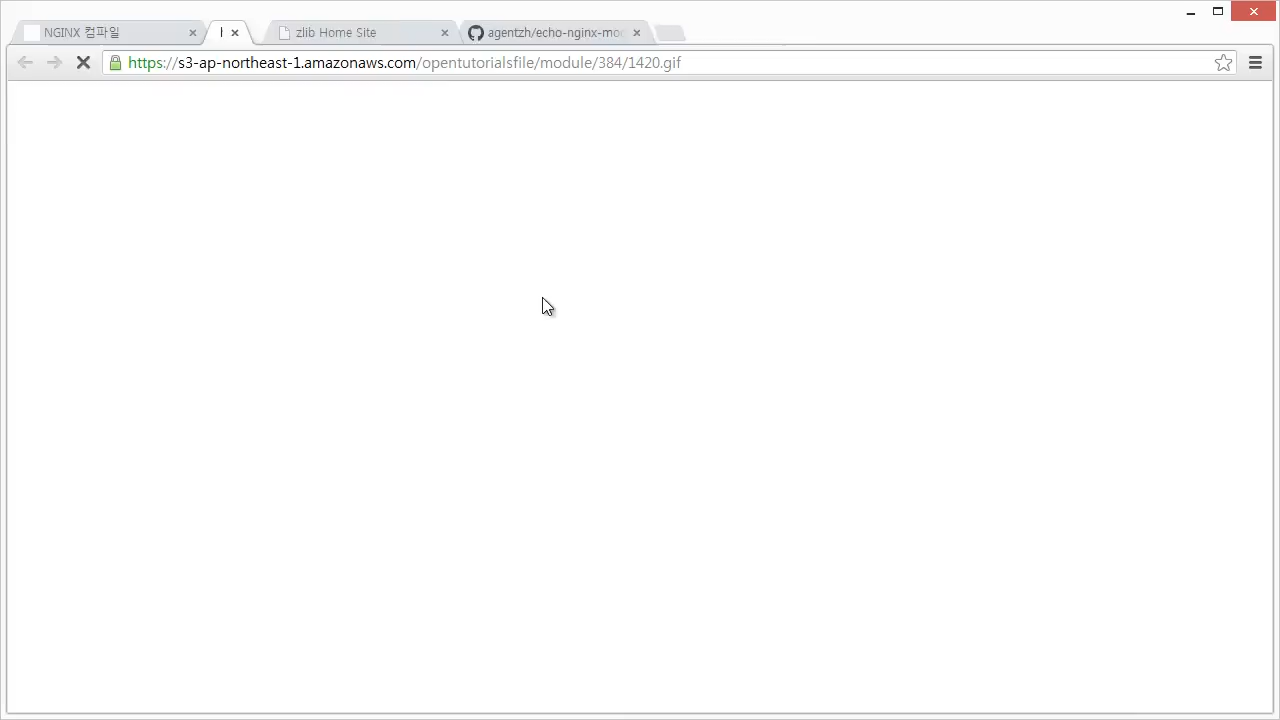 NGINX 컴파일
zlib Home Site
agentzh/echo-nginx-mod
https://s3-ap-northeast-1.amazonaws.com/opentutorialsfile/module/384/1420.gif